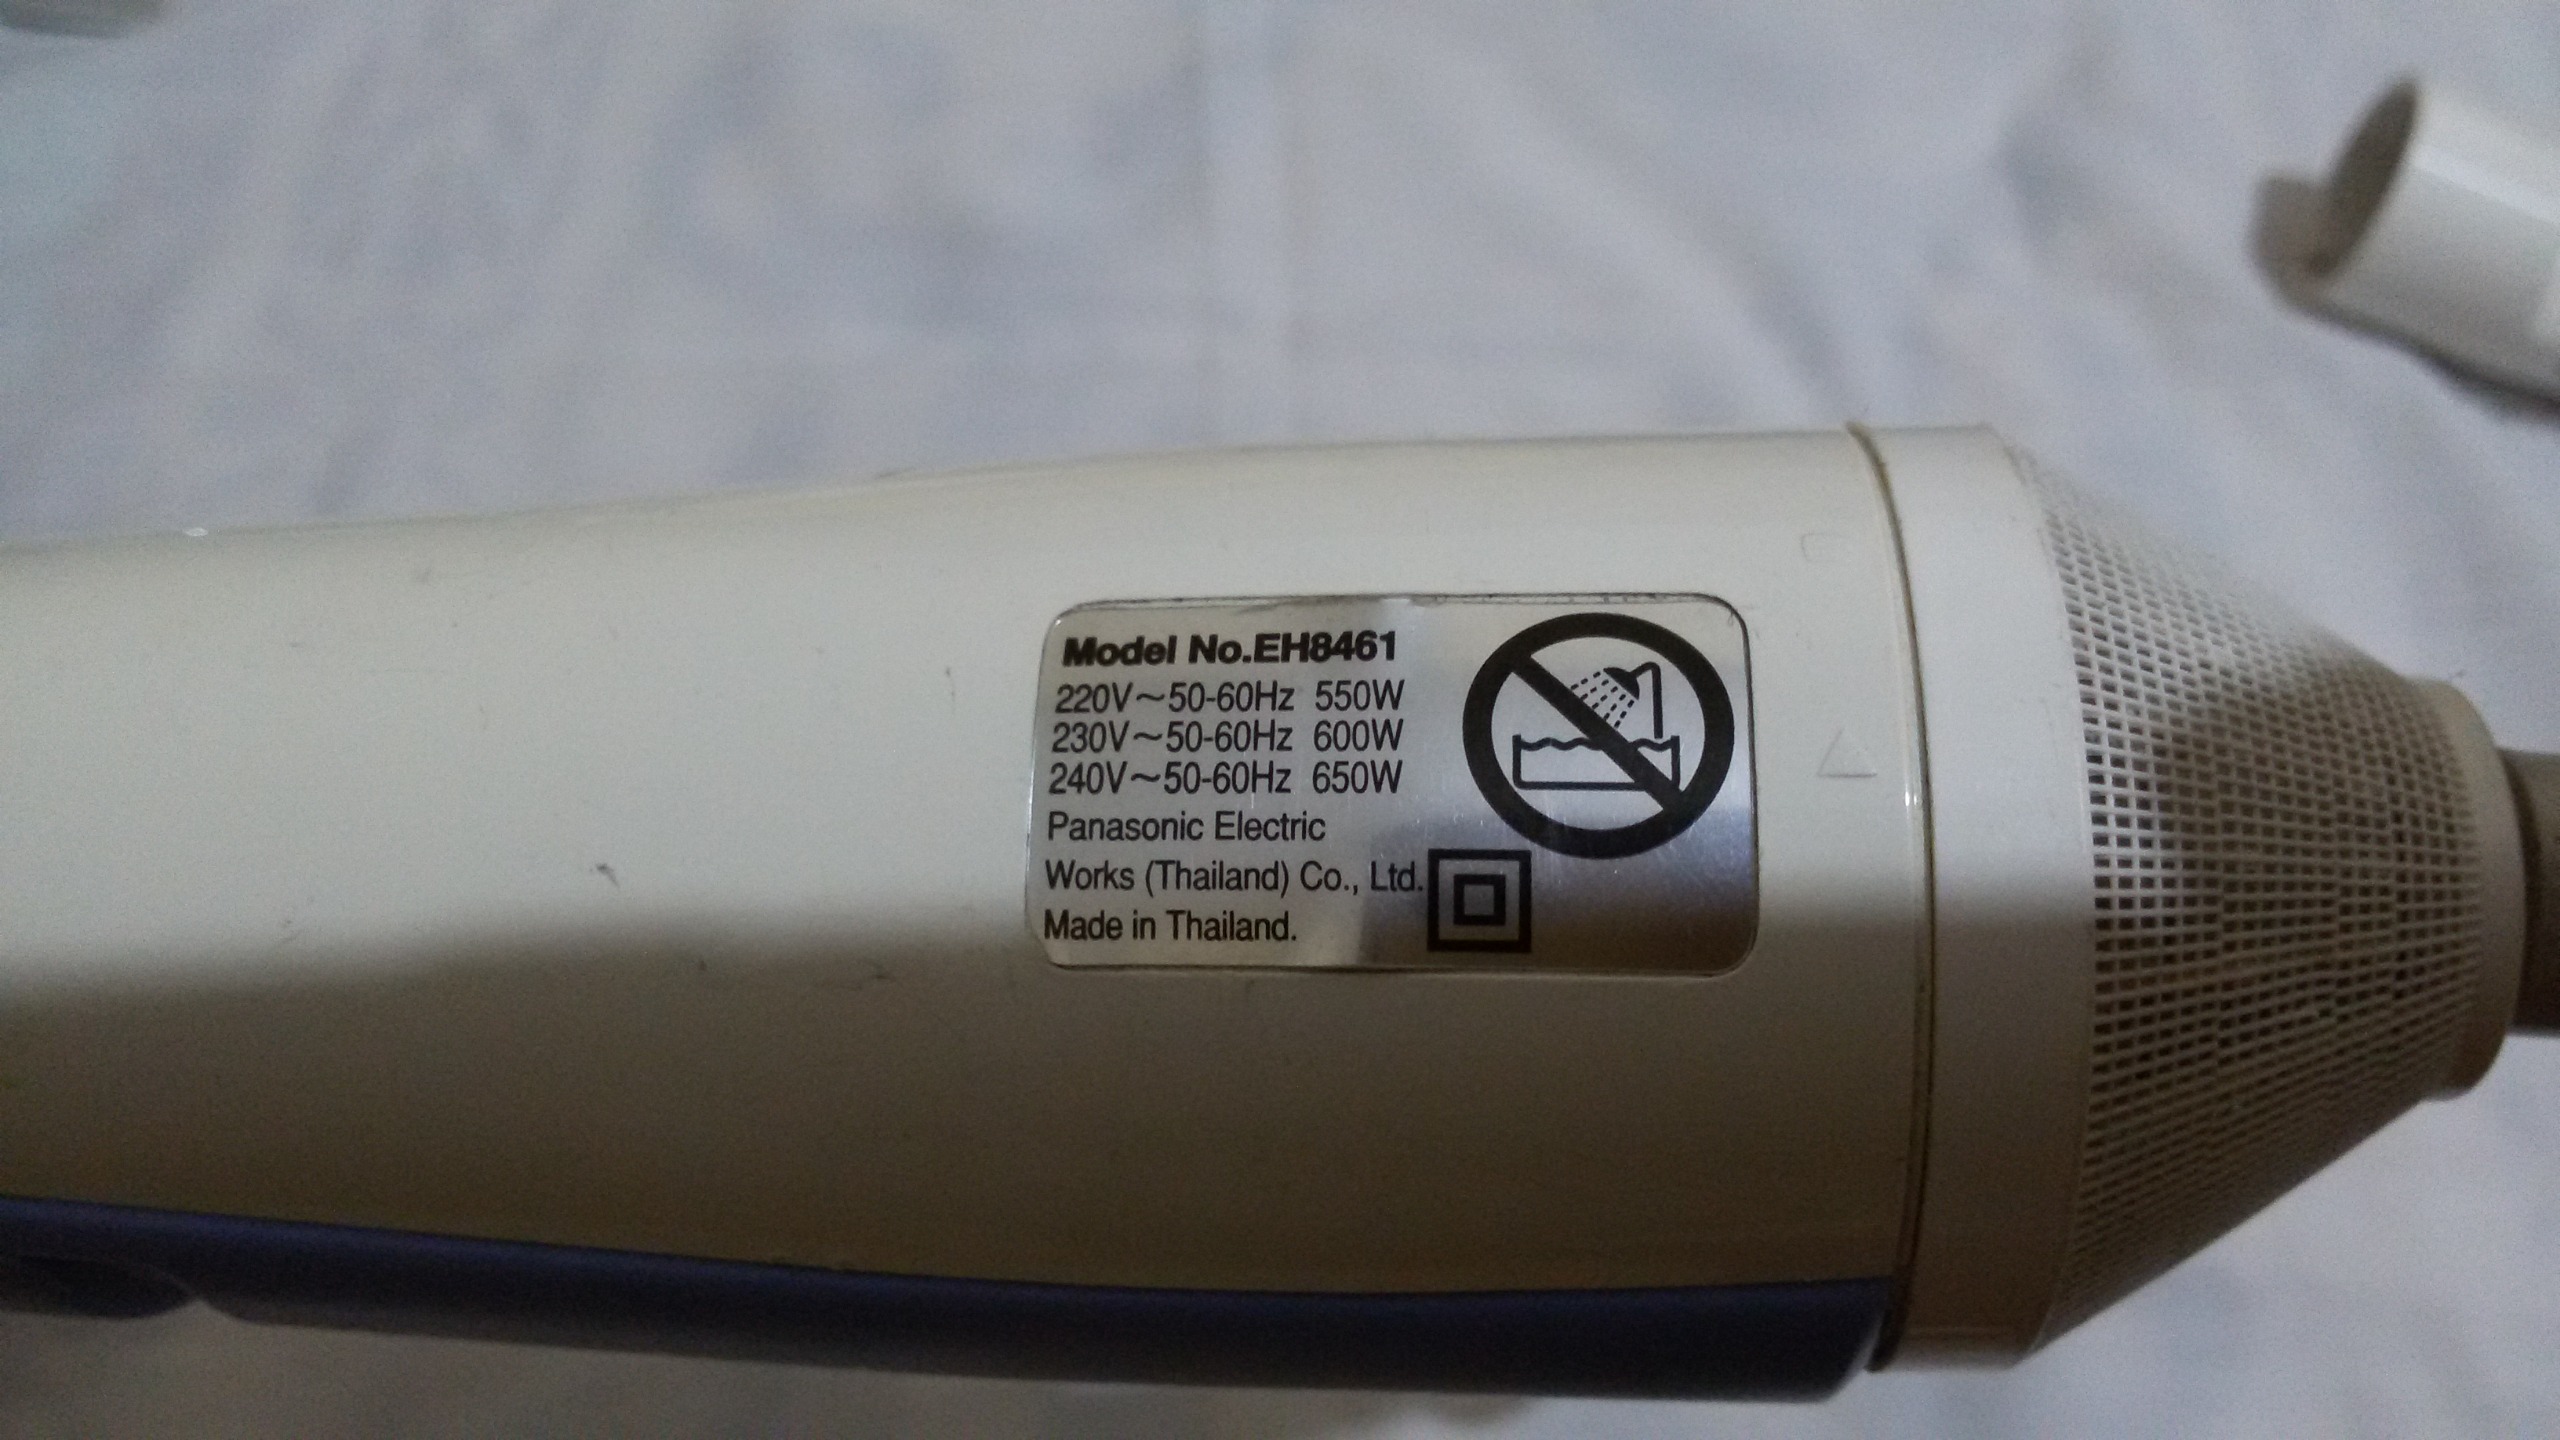 Model No.EH8461
220V～50-60Hz 550W
230V～50-60Hz 600W
240V～50-60Hz 650W
Panasonic Electric
Works (Thailand) Co., Ltd.
Made in Thailand.